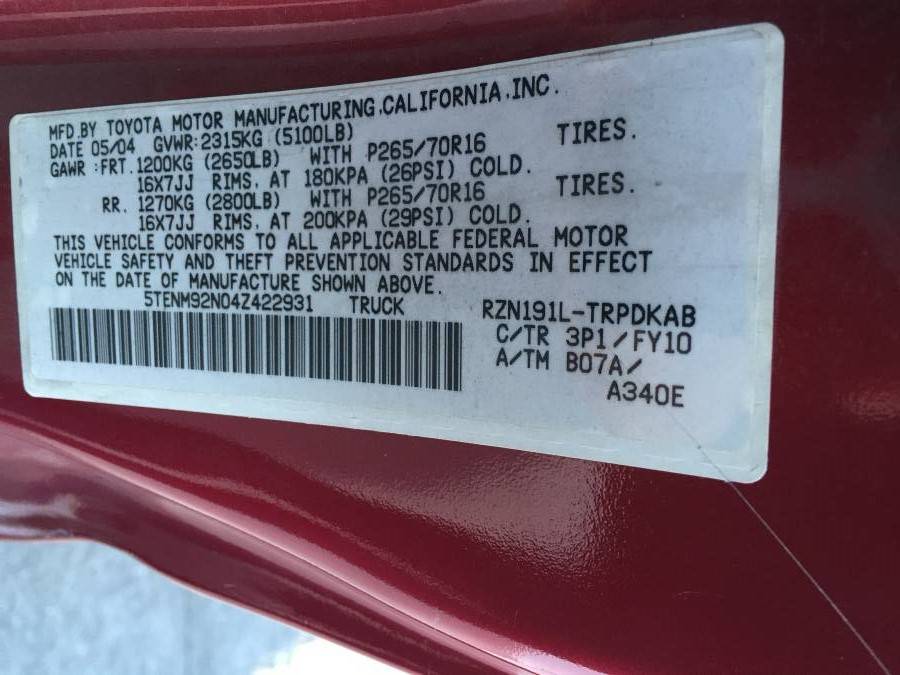 MFD.BY TOYOTA MOTOR MANUFACTURING,CALIFORNIA,INC.
DATE 05/04 GVWR:2315KG (5100LB)
GAWR :FRT. 1200KG (2650LB) WITH P265/70R16 TIRES.
16X7JJ RIMS, AT 180KPA (26PSI) COLD.
RR. 1270KG (2800LB) WITH P265/70R16 TIRES.
16X7JJ RIMS, AT 200KPA (29PSI) COLD.
THIS VEHICLE CONFORMS TO ALL APPLICABLE FEDERAL MOTOR
VEHICLE SAFETY AND THEFT PREVENTION STANDARDS IN EFFECT
ON THE DATE OF MANUFACTURE SHOWN ABOVE.
5TENM92N04Z422931 TRUCK RZN191L-TRPDKAB
C/TR 3P1/FY10
A/TM B07A/
A340E